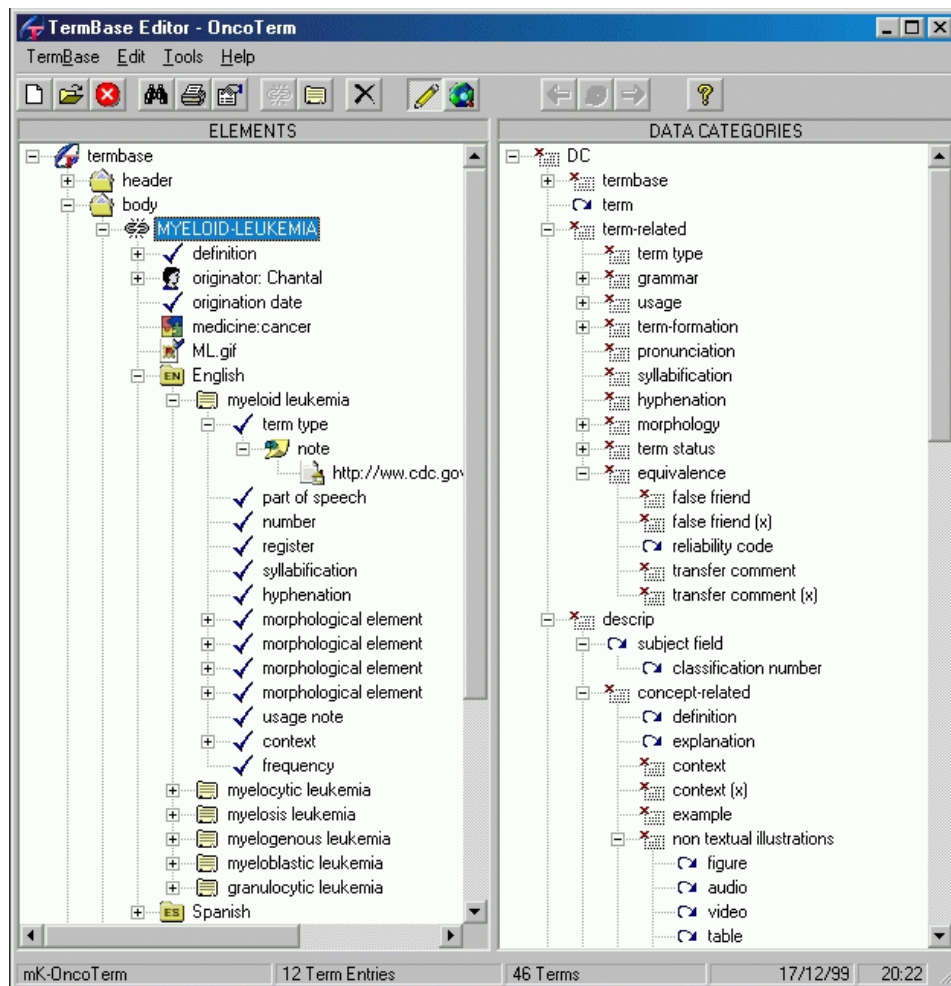 TermBase Editor - OncoTerm
TermBase Edit Tools Help
ELEMENTS
termbase
header
body
MYELOID-LEUKEMIA
definition
originator: Chantal
origination date
medicine:cancer
ML.gif
EN English
myeloid leukemia
term type
note
http://ww.cdc.gov
part of speech
number
register
syllabification
hyphenation
morphological element
morphological element
morphological element
morphological element
usage note
context
frequency
myelocytic leukemia
myelosis leukemia
myelogenous leukemia
myeloblastic leukemia
granulocytic leukemia
ES Spanish
DATA CATEGORIES
DC
termbase
term
term-related
term type
grammar
usage
term-formation
pronunciation
syllabification
hyphenation
morphology
term status
equivalence
false friend
false friend (x)
reliability code
transfer comment
transfer comment (x)
descrip
subject field
classification number
concept-related
definition
explanation
context
context (x)
example
non textual illustrations
figure
audio
video
table
mK-OncoTerm 12 Term Entries 46 Terms 17/12/99 20:22